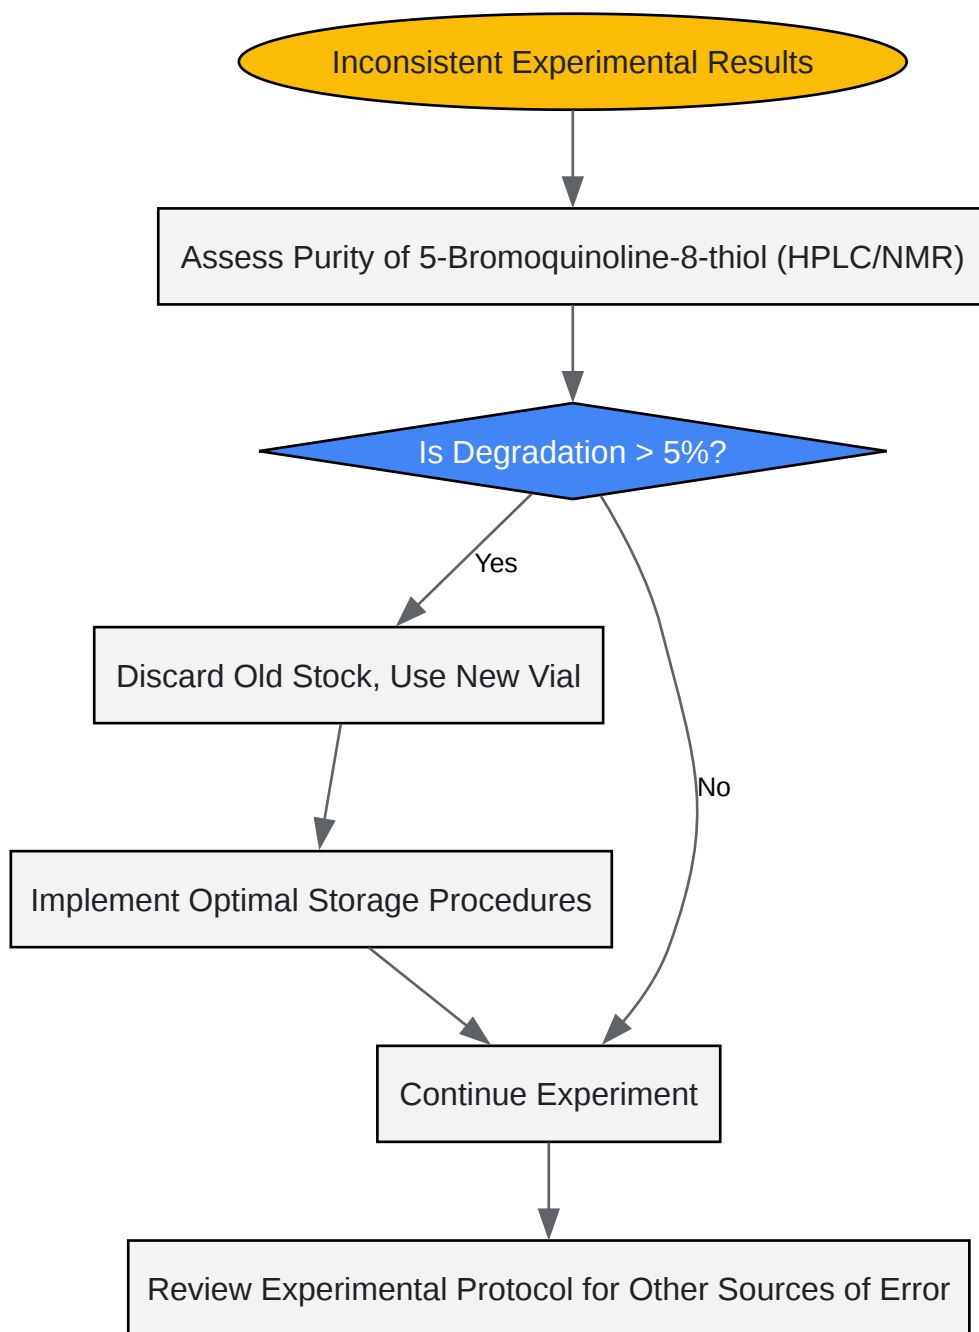 Inconsistent Experimental Results
Assess Purity of 5-Bromoquinoline-8-thiol (HPLC/NMR)
Is Degradation > 5%?
Yes
Discard Old Stock, Use New Vial
No
Implement Optimal Storage Procedures
Continue Experiment
Review Experimental Protocol for Other Sources of Error